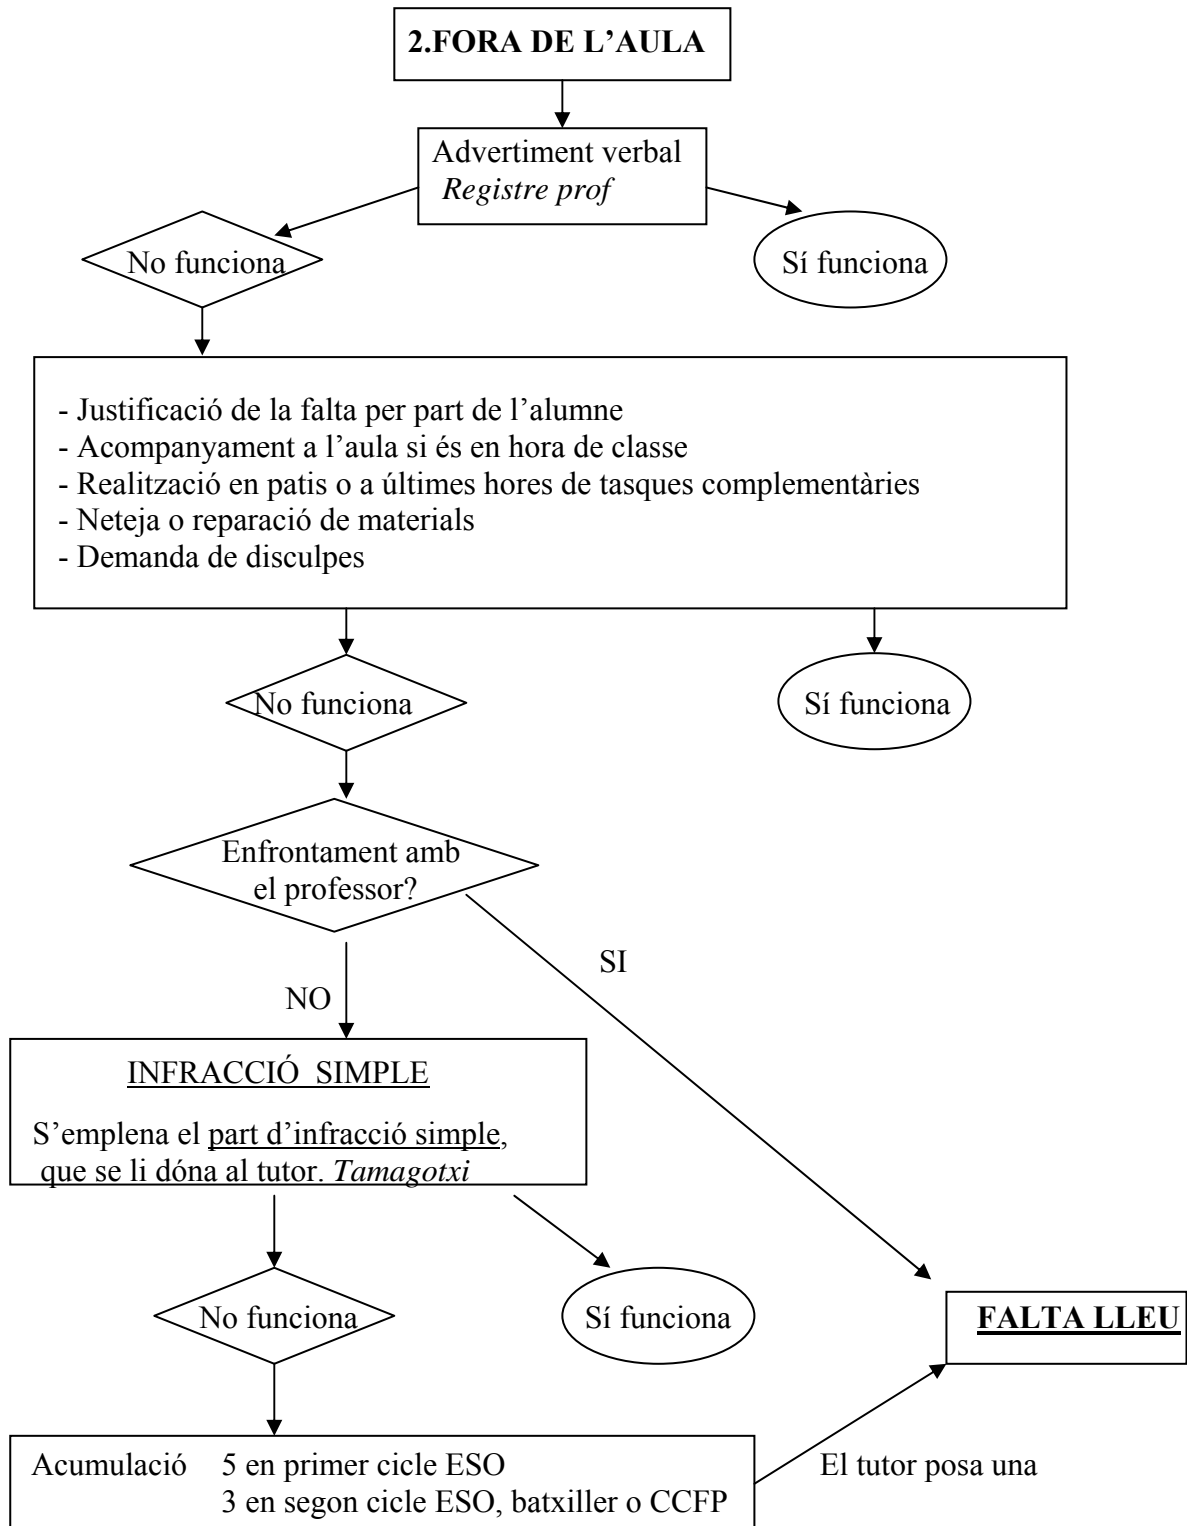 2.FORA DE L’AULA
Advertiment verbal
Registre prof
No funciona
Sí funciona
- Justificació de la falta per part de l’alumne
- Acompanyament a l’aula si és en hora de classe
- Realització en patis o a últimes hores de tasques complementàries
- Neteja o reparació de materials
- Demanda de disculpes
No funciona
Sí funciona
Enfrontament amb
el professor?
SI
NO
INFRACCIÓ SIMPLE
S’emplena el part d’infracció simple,
que se li dóna al tutor. Tamagotxi
No funciona
Sí funciona
FALTA LLEU
Acumulació 5 en primer cicle ESO
3 en segon cicle ESO, batxiller o CCFP
El tutor posa una